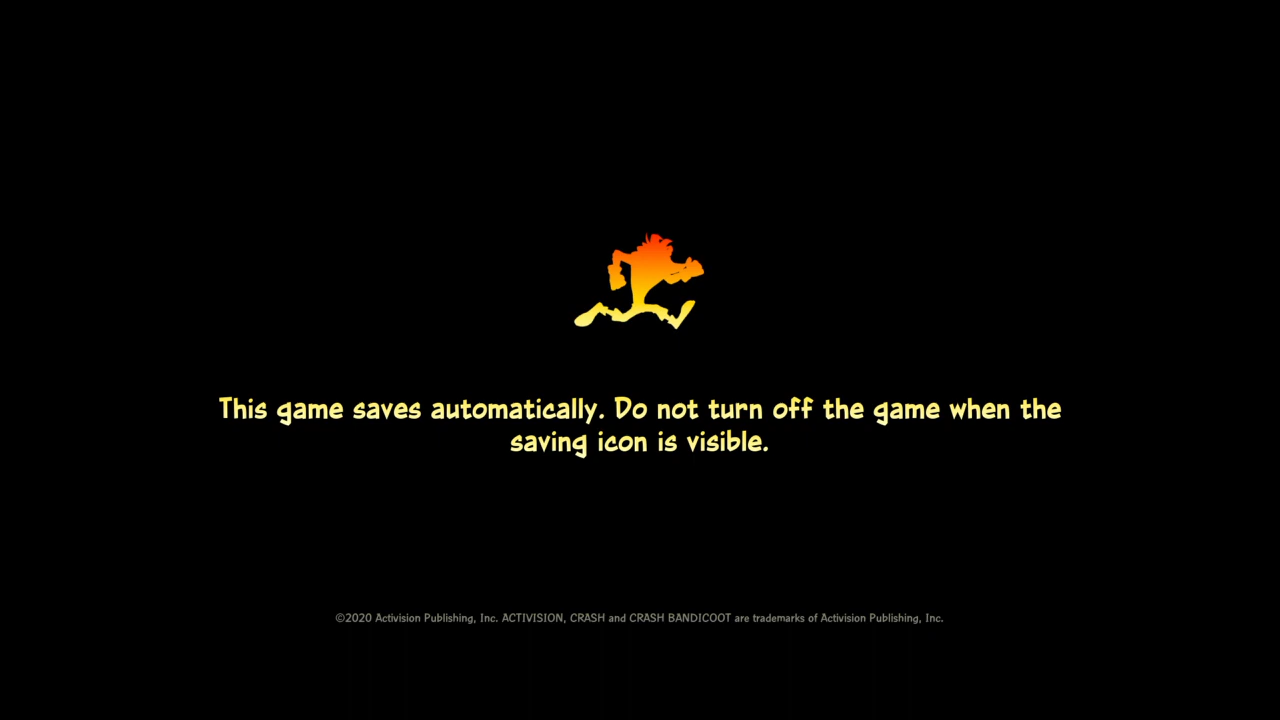 This game saves automatically. Do not turn off the game when the
saving icon is visible.
©2020 Activision Publishing, Inc. ACTIVISION, CRASH and CRASH BANDICOOT are trademarks of Activision Publishing, Inc.